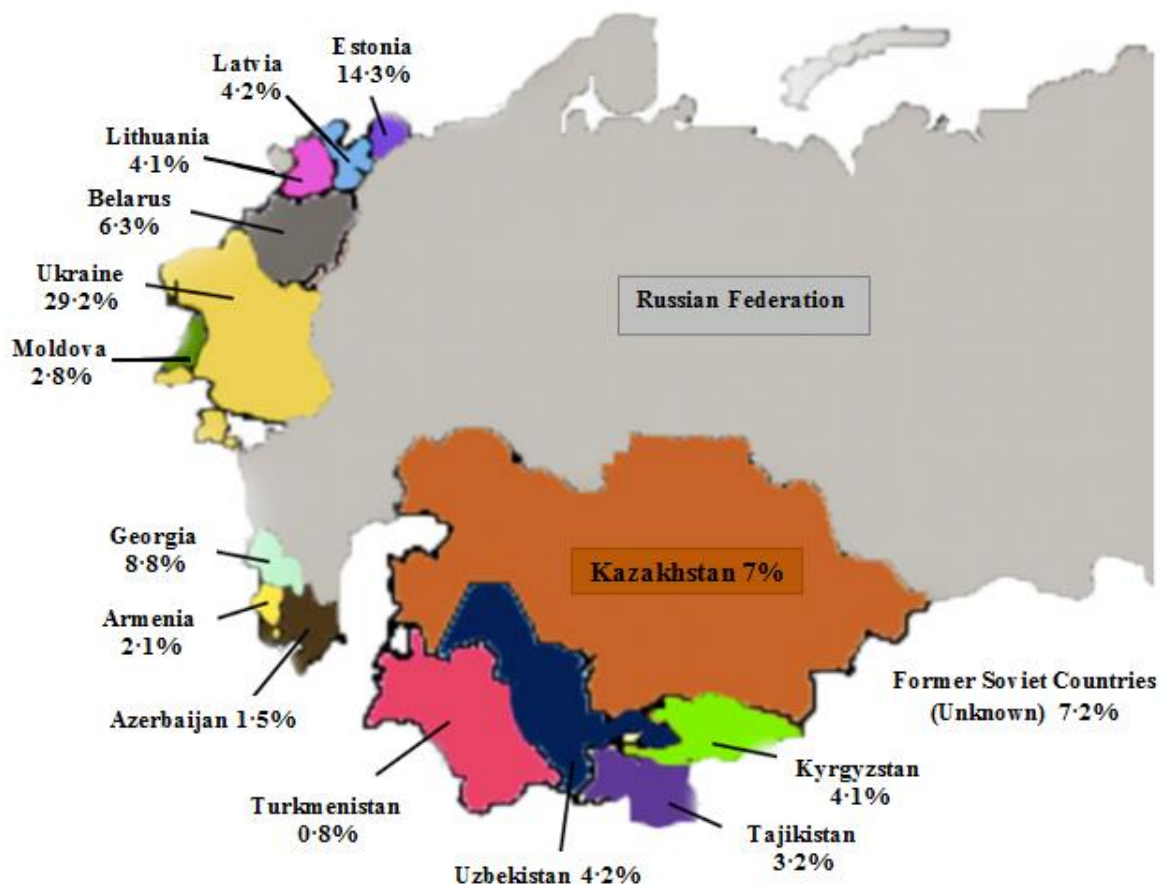 Estonia
14·3%
Latvia
4·2%
Lithuania
4·1%
Belarus
6·3%
Ukraine
29·2%
Russian Federation
Moldova
2·8%
Georgia
8·8%
Kazakhstan 7%
Armenia
2·1%
Former Soviet Countries
(Unknown) 7·2%
Azerbaijan 1·5%
Kyrgyzstan
4·1%
Turkmenistan
0·8%
Tajikistan
3·2%
Uzbekistan 4·2%